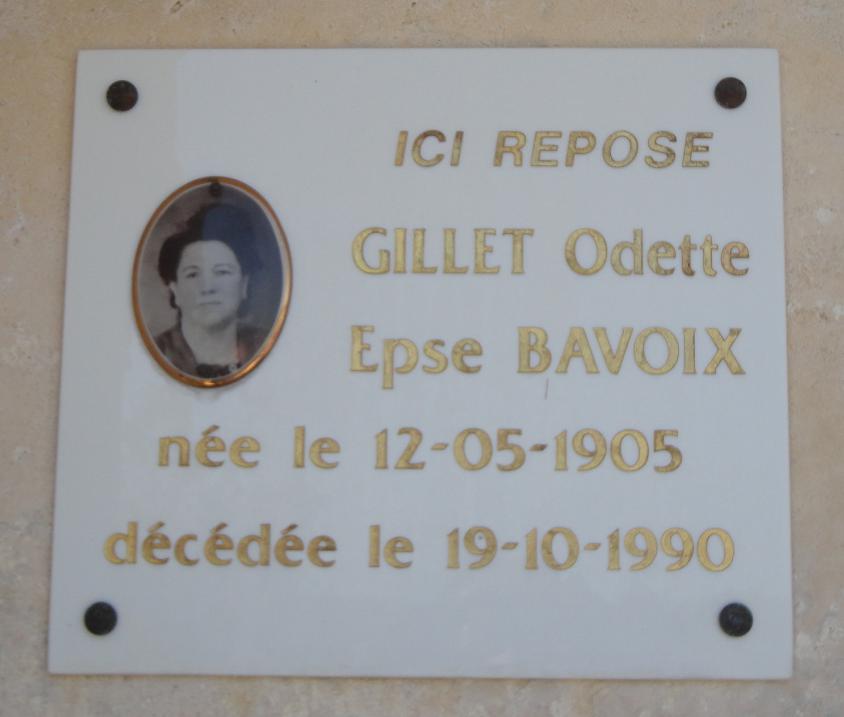 ICI REPOSE
GILLET Odette
Epse BAVOIX
née le 12-05-1905
décédée le 19-10-1990